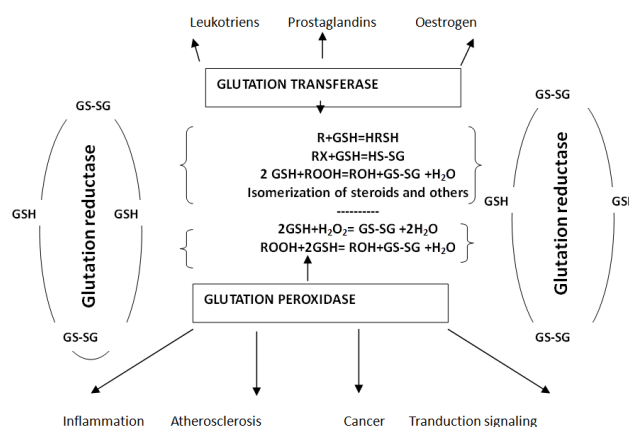 Leukotriens Prostaglandins Oestrogen
GLUTATION TRANSFERASE
GS-SG
GS-SG
R+GSH=HRSH
RX+GSH=HS-SG
2 GSH+ROOH=ROH+GS-SG +H₂O
Isomerization of steroids and others
----------
GSH
Glutation reductase
GSH
GSH
Glutation reductase
2GSH+H₂O₂= GS-SG +2H₂O
ROOH+2GSH= ROH+GS-SG +H₂O
GLUTATION PEROXIDASE
GS-SG
GS-SG
Inflammation Atherosclerosis Cancer Tranduction signaling